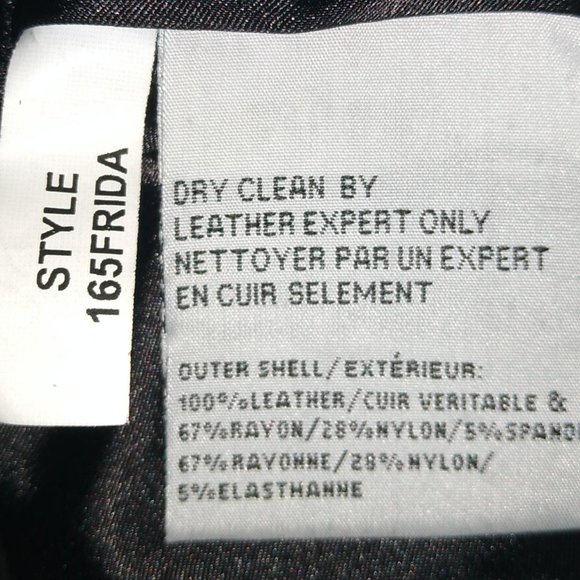 STYLE
165FRIDA
DRY CLEAN BY
LEATHER EXPERT ONLY
NETTOYER PAR UN EXPERT
EN CUIR SELEMENT
OUTER SHELL/EXTÉRIEUR:
100%LEATHER/CUIR VERITABLE &
67%RAYON/28%NYLON/5%SPAND
67%RAYONNE/28%NYLON/
5%ELASTHANNE